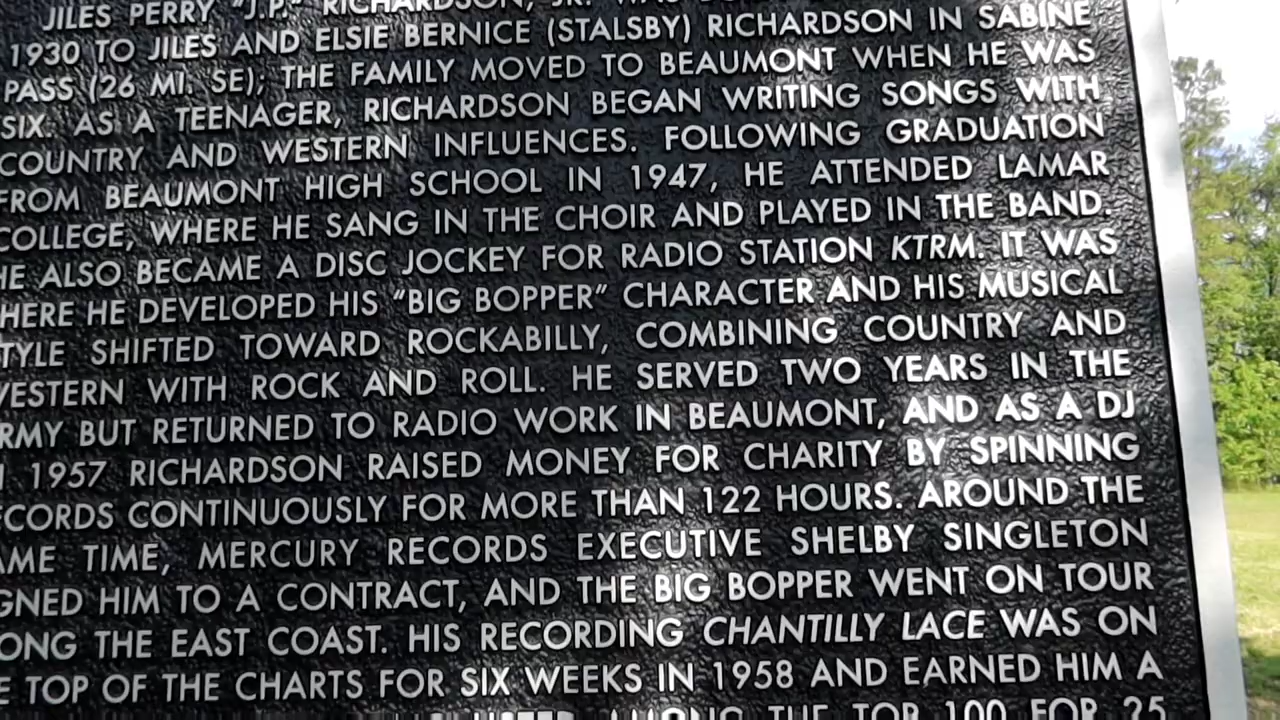 JILES PERRY "J.P." RICHARDSON, JR. WAS
1930 TO JILES AND ELSIE BERNICE (STALSBY) RICHARDSON IN SABINE
PASS (26 MI. SE); THE FAMILY MOVED TO BEAUMONT WHEN HE WAS
SIX. AS A TEENAGER, RICHARDSON BEGAN WRITING SONGS WITH
COUNTRY AND WESTERN INFLUENCES. FOLLOWING GRADUATION
FROM BEAUMONT HIGH SCHOOL IN 1947, HE ATTENDED LAMAR
COLLEGE, WHERE HE SANG IN THE CHOIR AND PLAYED IN THE BAND.
HE ALSO BECAME A DISC JOCKEY FOR RADIO STATION KTRM. IT WAS
HERE HE DEVELOPED HIS "BIG BOPPER" CHARACTER AND HIS MUSICAL
TYLE SHIFTED TOWARD ROCKABILLY, COMBINING COUNTRY AND
WESTERN WITH ROCK AND ROLL. HE SERVED TWO YEARS IN THE
RMY BUT RETURNED TO RADIO WORK IN BEAUMONT, AND AS A DJ
1957 RICHARDSON RAISED MONEY FOR CHARITY BY SPINNING
ECORDS CONTINUOUSLY FOR MORE THAN 122 HOURS. AROUND THE
AME TIME, MERCURY RECORDS EXECUTIVE SHELBY SINGLETON
GNED HIM TO A CONTRACT, AND THE BIG BOPPER WENT ON TOUR
ONG THE EAST COAST. HIS RECORDING CHANTILLY LACE WAS ON
E TOP OF THE CHARTS FOR SIX WEEKS IN 1958 AND EARNED HIM A
AMONG THE TOP 100 FOR 25